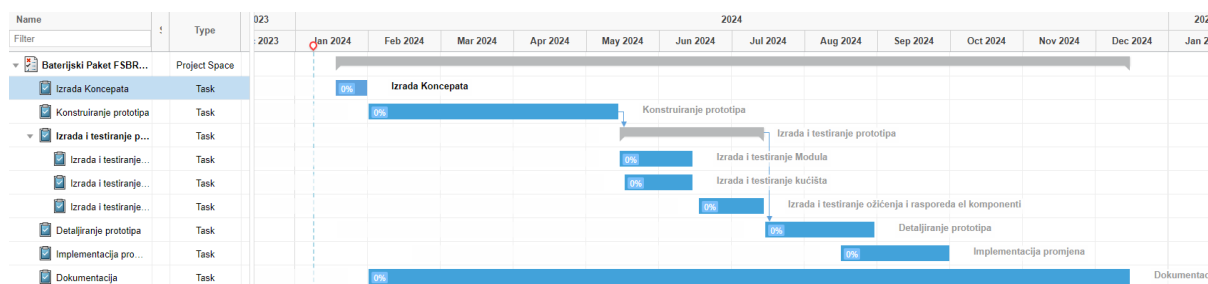 Name
Type
023
2024
202
Filter
: 2023
Jan 2024
Feb 2024
Mar 2024
Apr 2024
May 2024
Jun 2024
Jul 2024
Aug 2024
Sep 2024
Oct 2024
Nov 2024
Dec 2024
Jan 2
Baterijski Paket FSBR...
Project Space
Izrada Koncepata
Task
0%
Izrada Koncepata
Konstruiranje prototipa
Task
0%
Konstruiranje prototipa
Izrada i testiranje p...
Task
Izrada i testiranje prototipa
Izrada i testiranje...
Task
0%
Izrada i testiranje Modula
Izrada i testiranje...
Task
0%
Izrada i testiranje kućišta
Izrada i testiranje...
Task
0%
Izrada i testiranje ožičenja i rasporeda el komponenti
Detaljiranje prototipa
Task
0%
Detaljiranje prototipa
Implementacija pro...
Task
0%
Implementacija promjena
Dokumentacija
Task
0%
Dokumentac